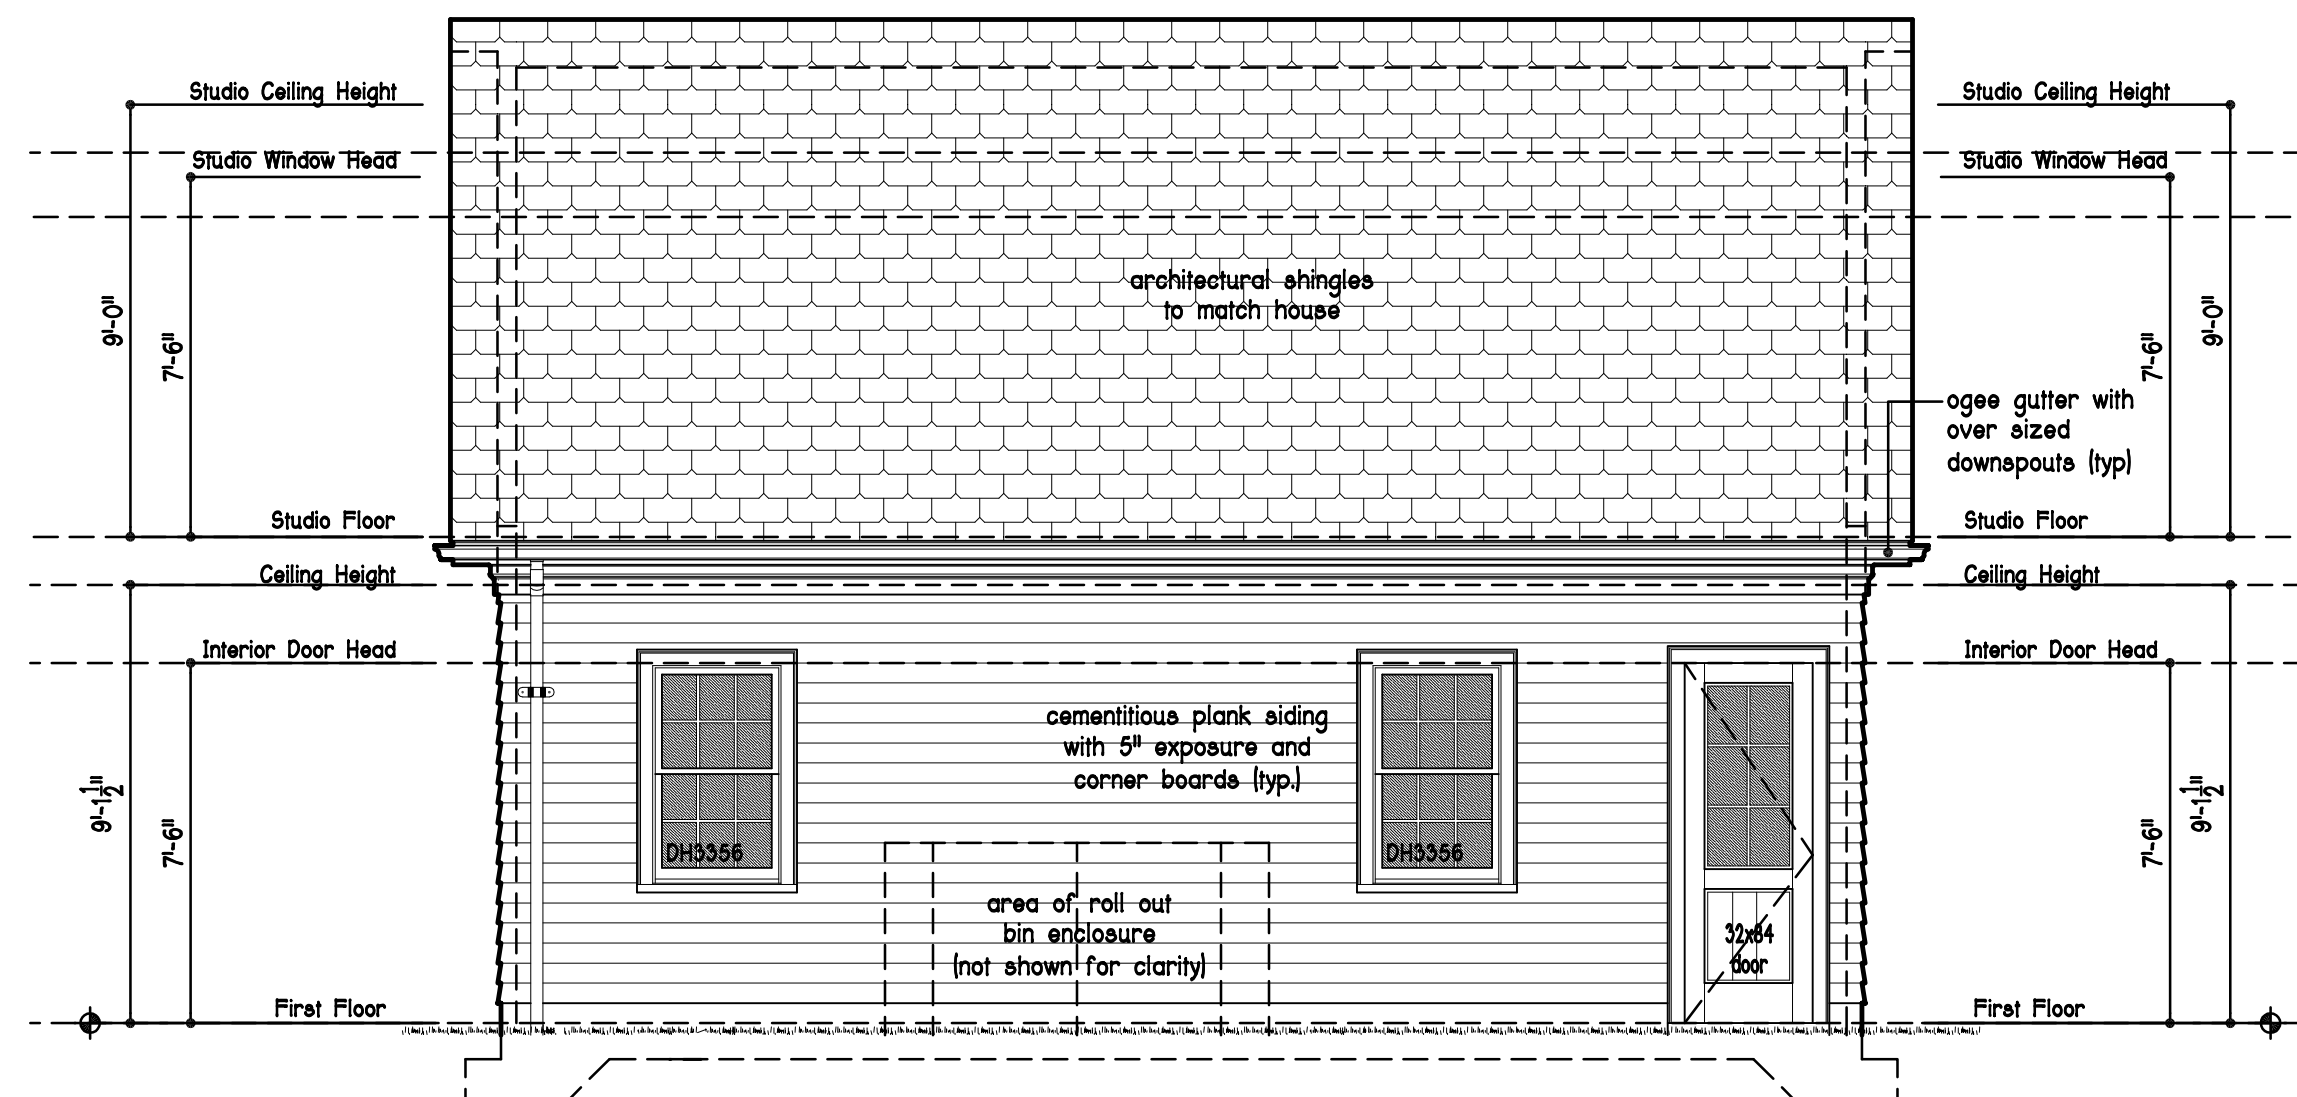 Studio Ceiling Height
Studio Ceiling Height
Studio Window Head
Studio Window Head
architectural shingles
to match house
9'-0"
7'-6"
7'-6"
9'-0"
ogee gutter with
over sized
downspouts (typ)
Studio Floor
Studio Floor
Ceiling Height
Ceiling Height
Interior Door Head
Interior Door Head
cementitious plank siding
with 5" exposure and
corner boards (typ.)
9'-1 1/2"
7'-6"
7'-6"
9'-1 1/2"
DH3356
DH3356
area of roll out
bin enclosure
(not shown for clarity)
32x84
door
First Floor
First Floor